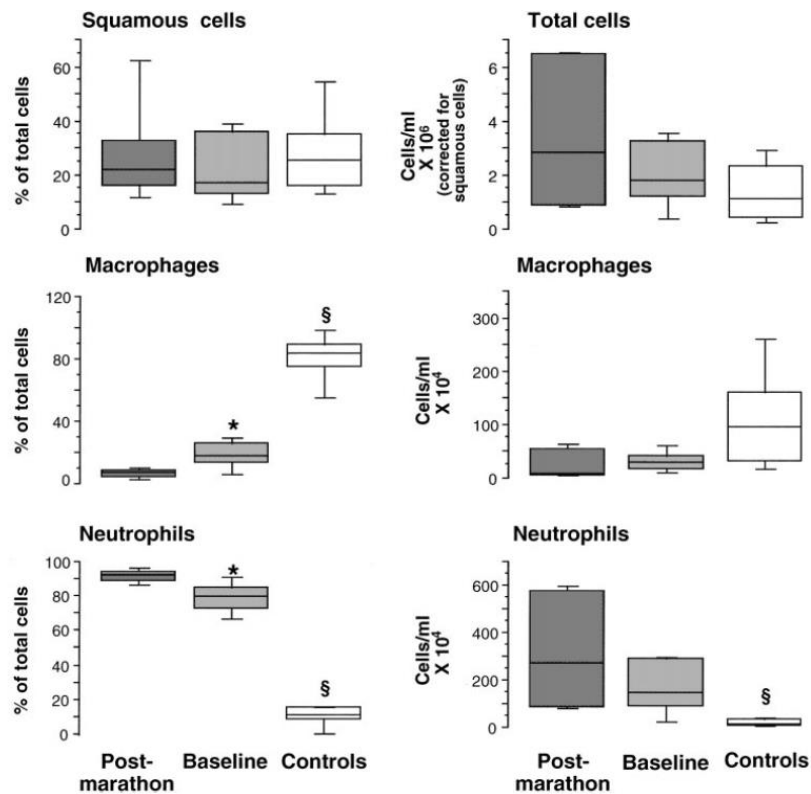 Squamous cells
% of total cells
60
40
20
0
Total cells
Cells/ml
X 10⁶
(corrected for
squamous cells)
6
4
2
0
Macrophages
% of total cells
120
80
40
0
*
§
Macrophages
Cells/ml
X 10⁴
300
200
100
0
Neutrophils
% of total cells
100
80
60
40
20
0
*
§
Post-
marathon
Baseline
Controls
Neutrophils
Cells/ml
X 10⁴
600
400
200
0
§
Post-
marathon
Baseline
Controls